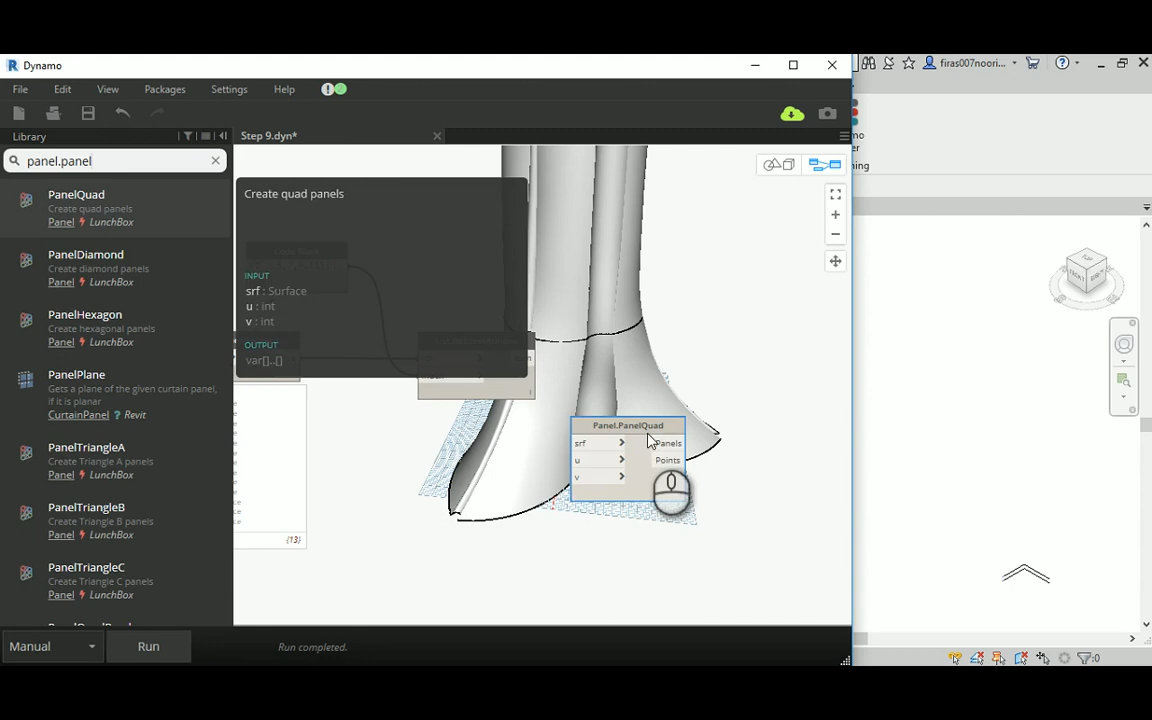 Dynamo
firas007noori...
File Edit View Packages Settings Help
Library
Step 9.dyn*
panel.panel
PanelQuad
Create quad panels
Panel LunchBox
PanelDiamond
Create diamond panels
Panel LunchBox
PanelHexagon
Create hexagonal panels
Panel LunchBox
PanelPlane
Gets a plane of the given curtain panel,
if it is planar
CurtainPanel ? Revit
PanelTriangleA
Create Triangle A panels
Panel LunchBox
PanelTriangleB
Create Triangle B panels
Panel LunchBox
PanelTriangleC
Create Triangle C panels
Panel LunchBox
Create quad panels
INPUT
srf : Surface
u : int
v : int
OUTPUT
var[]..[]
Panel.PanelQuad
srf > Panels
u > Points
v >
{13}
FRONT
RIGHT
:0
Manual
Run
Run completed.